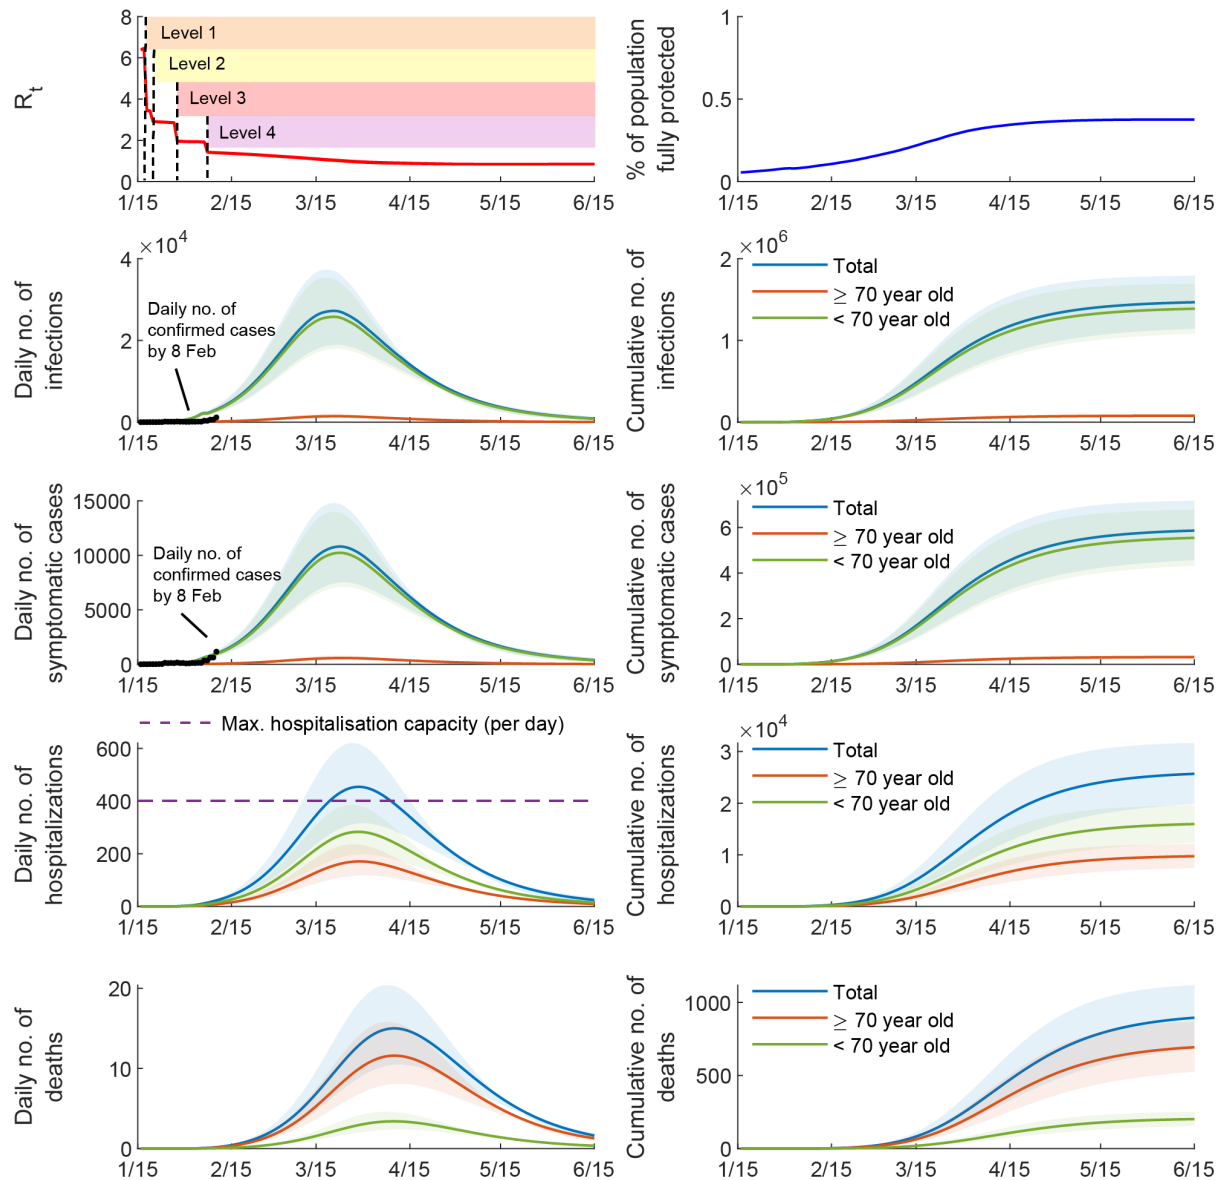 R_t
8
6
4
2
0
Level 1
Level 2
Level 3
Level 4
1/15 2/15 3/15 4/15 5/15 6/15
% of population
fully protected
1
0.5
0
1/15 2/15 3/15 4/15 5/15 6/15
Daily no. of
infections
×10⁴
4
2
0
Daily no. of
confirmed cases
by 8 Feb
1/15 2/15 3/15 4/15 5/15 6/15
Cumulative no. of
infections
×10⁶
2
1
0
Total
≥ 70 year old
< 70 year old
1/15 2/15 3/15 4/15 5/15 6/15
Daily no. of
symptomatic cases
15000
10000
5000
0
Daily no. of
confirmed cases
by 8 Feb
1/15 2/15 3/15 4/15 5/15 6/15
Cumulative no. of
symptomatic cases
×10⁵
6
4
2
0
Total
≥ 70 year old
< 70 year old
1/15 2/15 3/15 4/15 5/15 6/15
Max. hospitalisation capacity (per day)
Daily no. of
hospitalizations
600
400
200
0
1/15 2/15 3/15 4/15 5/15 6/15
Cumulative no. of
hospitalizations
×10⁴
3
2
1
0
Total
≥ 70 year old
< 70 year old
1/15 2/15 3/15 4/15 5/15 6/15
Daily no. of
deaths
20
10
0
1/15 2/15 3/15 4/15 5/15 6/15
Cumulative no. of
deaths
1000
500
0
Total
≥ 70 year old
< 70 year old
1/15 2/15 3/15 4/15 5/15 6/15